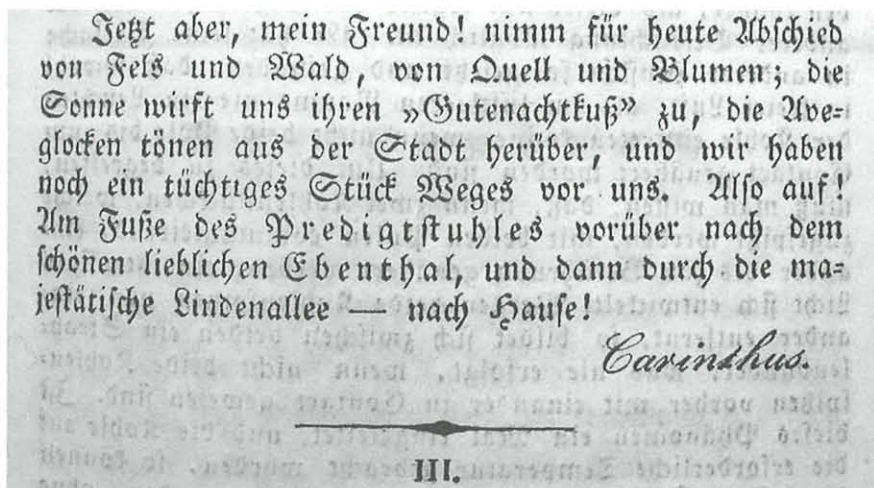 Jetzt aber, mein Freund! nimm für heute Abschied
von Fels und Wald, von Quell und Blumen; die
Sonne wirft uns ihren »Gutenachtkuß” zu, die Ave-
glocken tönen aus der Stadt herüber, und wir haben
noch ein tüchtiges Stück Weges vor uns. Also auf!
Am Fuße des Predigtstuhles vorüber nach dem
schönen lieblichen Ebenthal, und dann durch die ma-
jestätische Lindenallee — nach Hause!
Carinthus.
III.